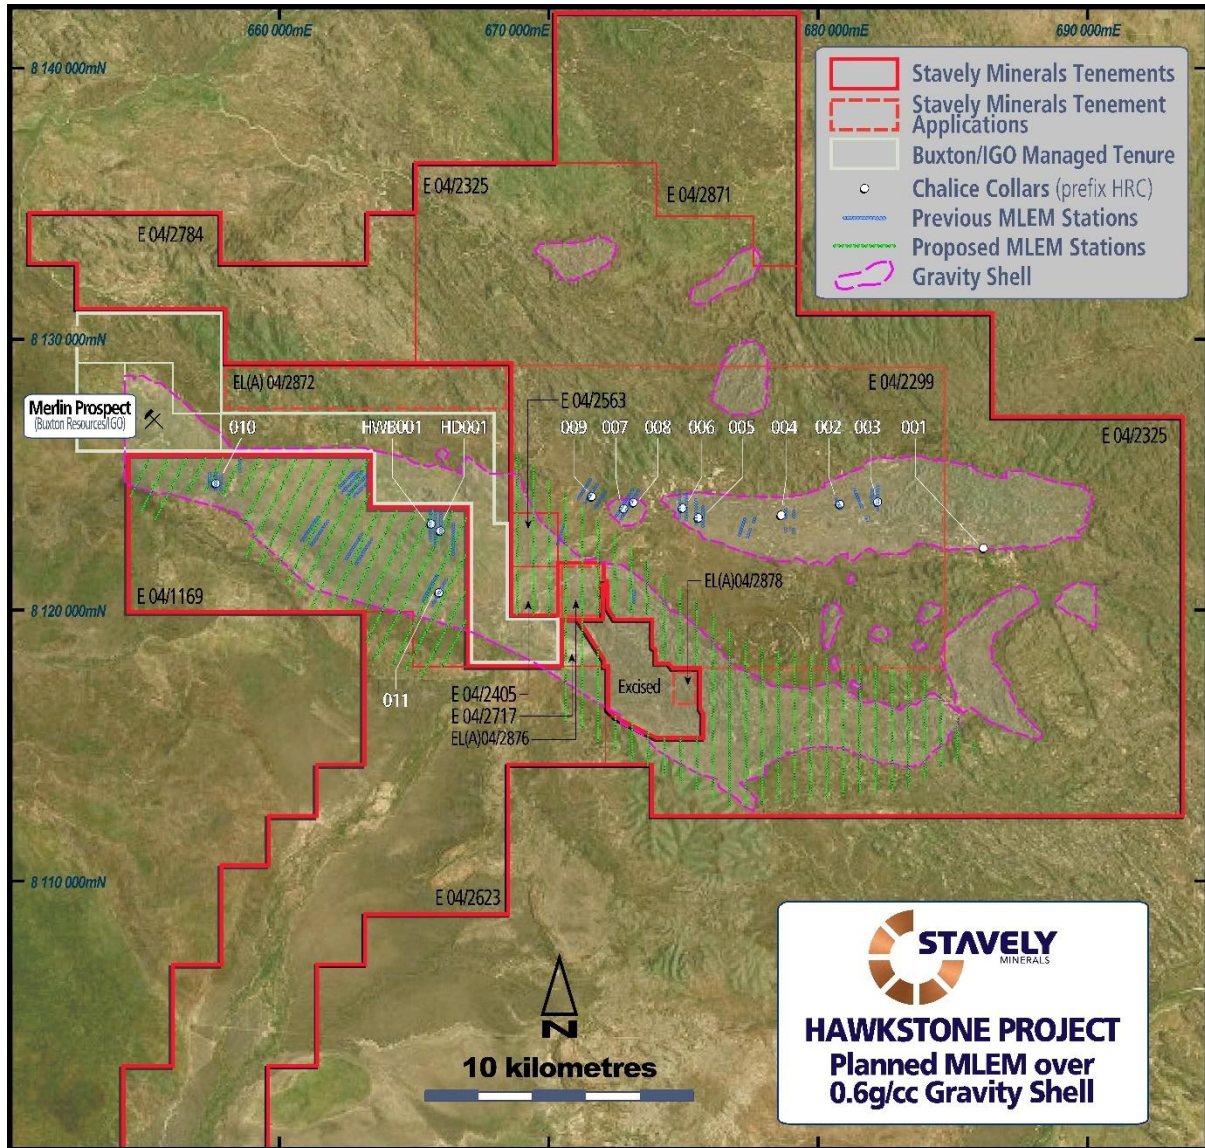 660 000mE
670 000mE
680 000mE
690 000mE
8 140 000mN
Stavely Minerals Tenements
Stavely Minerals Tenement
Applications
Buxton/IGO Managed Tenure
Chalice Collars (prefix HRC)
Previous MLEM Stations
Proposed MLEM Stations
Gravity Shell
E 04/2325
E 04/2871
E 04/2784
8 130 000mN
EL(A) 04/2872
E 04/2299
E 04/2563
Merlin Prospect
(Buxton Resources/IGO)
010
HWB001
HD001
009
007
008
006
005
004
002
003
001
E 04/2325
EL(A)04/2878
E 04/1169
8 120 000mN
Excised
011
E 04/2405
E 04/2717
EL(A)04/2876
8 110 000mN
E 04/2623
N
10 kilometres
STAVELY
MINERALS
HAWKSTONE PROJECT
Planned MLEM over
0.6g/cc Gravity Shell